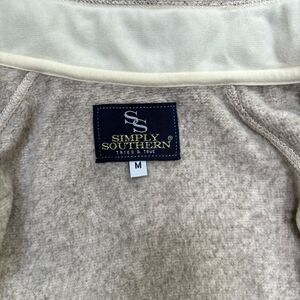 SS
SIMPLY
SOUTHERN®
TRIED & TRUE
M